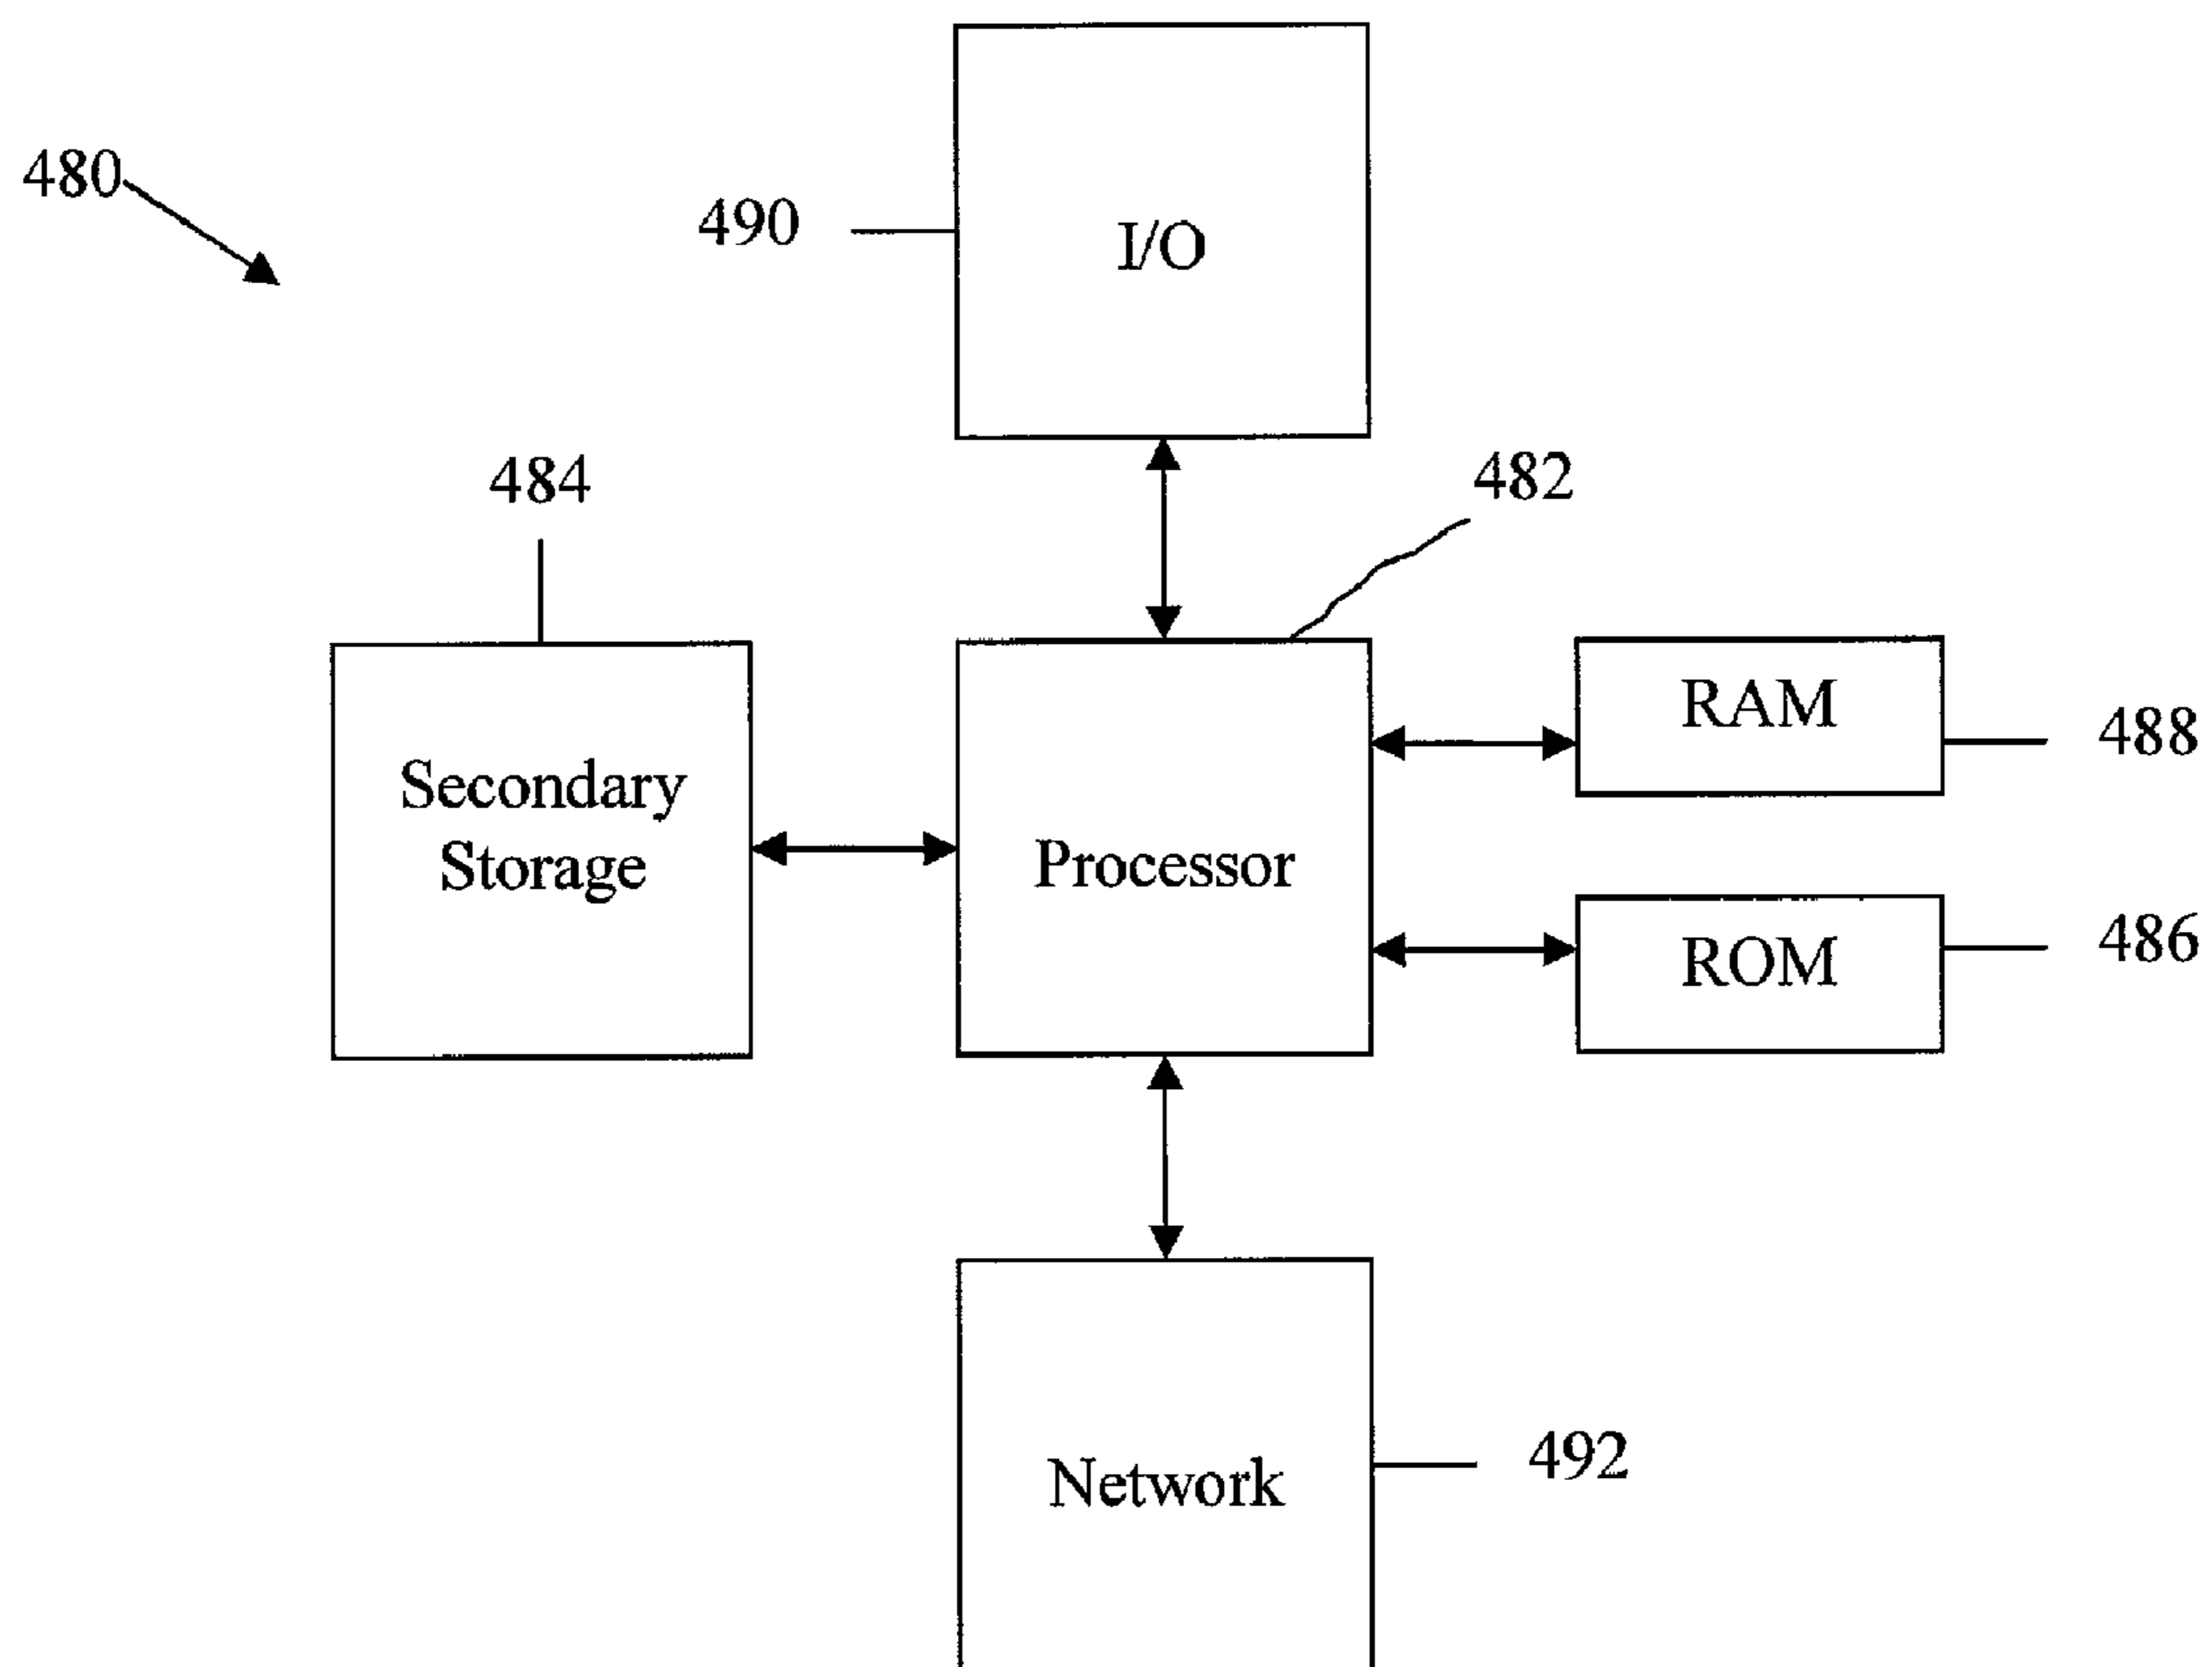 480
490
I/O
484
482
Secondary
Storage
Processor
RAM
488
ROM
486
Network
492